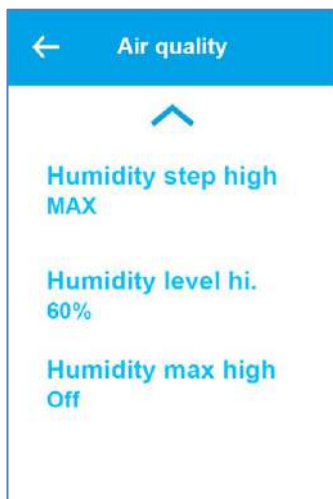 Air quality
Humidity step high
MAX
Humidity level hi.
60%
Humidity max high
Off